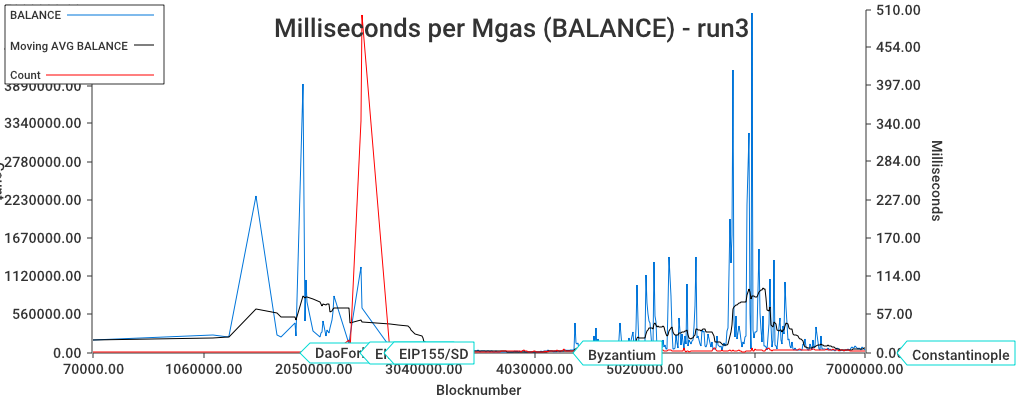 Milliseconds per Mgas (BALANCE) - run3
BALANCE
Moving AVG BALANCE
Count
3890000.00
3340000.00
2780000.00
2230000.00
1670000.00
1120000.00
560000.00
0.00
510.00
454.00
397.00
340.00
284.00
227.00
170.00
114.00
57.00
0.00
Milliseconds
DaoFor
EIP155/SD
Byzantium
Constantinople
70000.00
1060000.00
2050000.00
3040000.00
4030000.00
5020000.00
6010000.00
7000000.00
Blocknumber